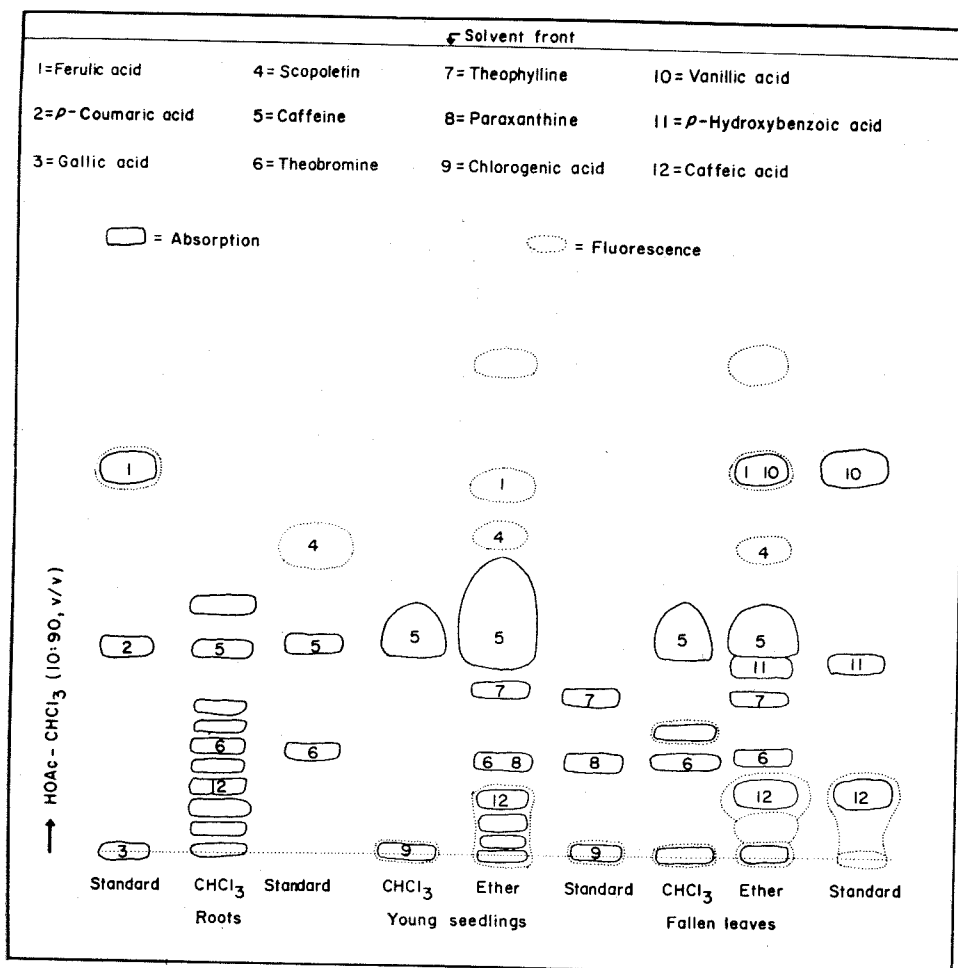 Solvent front
1=Ferulic acid 4=Scopoletin 7=Theophylline 10=Vanillic acid
2=ρ-Coumaric acid 5=Caffeine 8=Paraxanthine 11=ρ-Hydroxybenzoic acid
3=Gallic acid 6=Theobromine 9=Chlorogenic acid 12=Caffeic acid
= Absorption = Fluorescence
1 1 1 10 10
4 4 4
2 5 5 5 5 5 5 11 11
7 7 7
6 6 6 8 8 6 6
12 12 12 12
3 9 9
HOAc-CHCl₃ (10:90, v/v)
Standard CHCl₃ Standard CHCl₃ Ether Standard CHCl₃ Ether Standard
Roots Young seedlings Fallen leaves